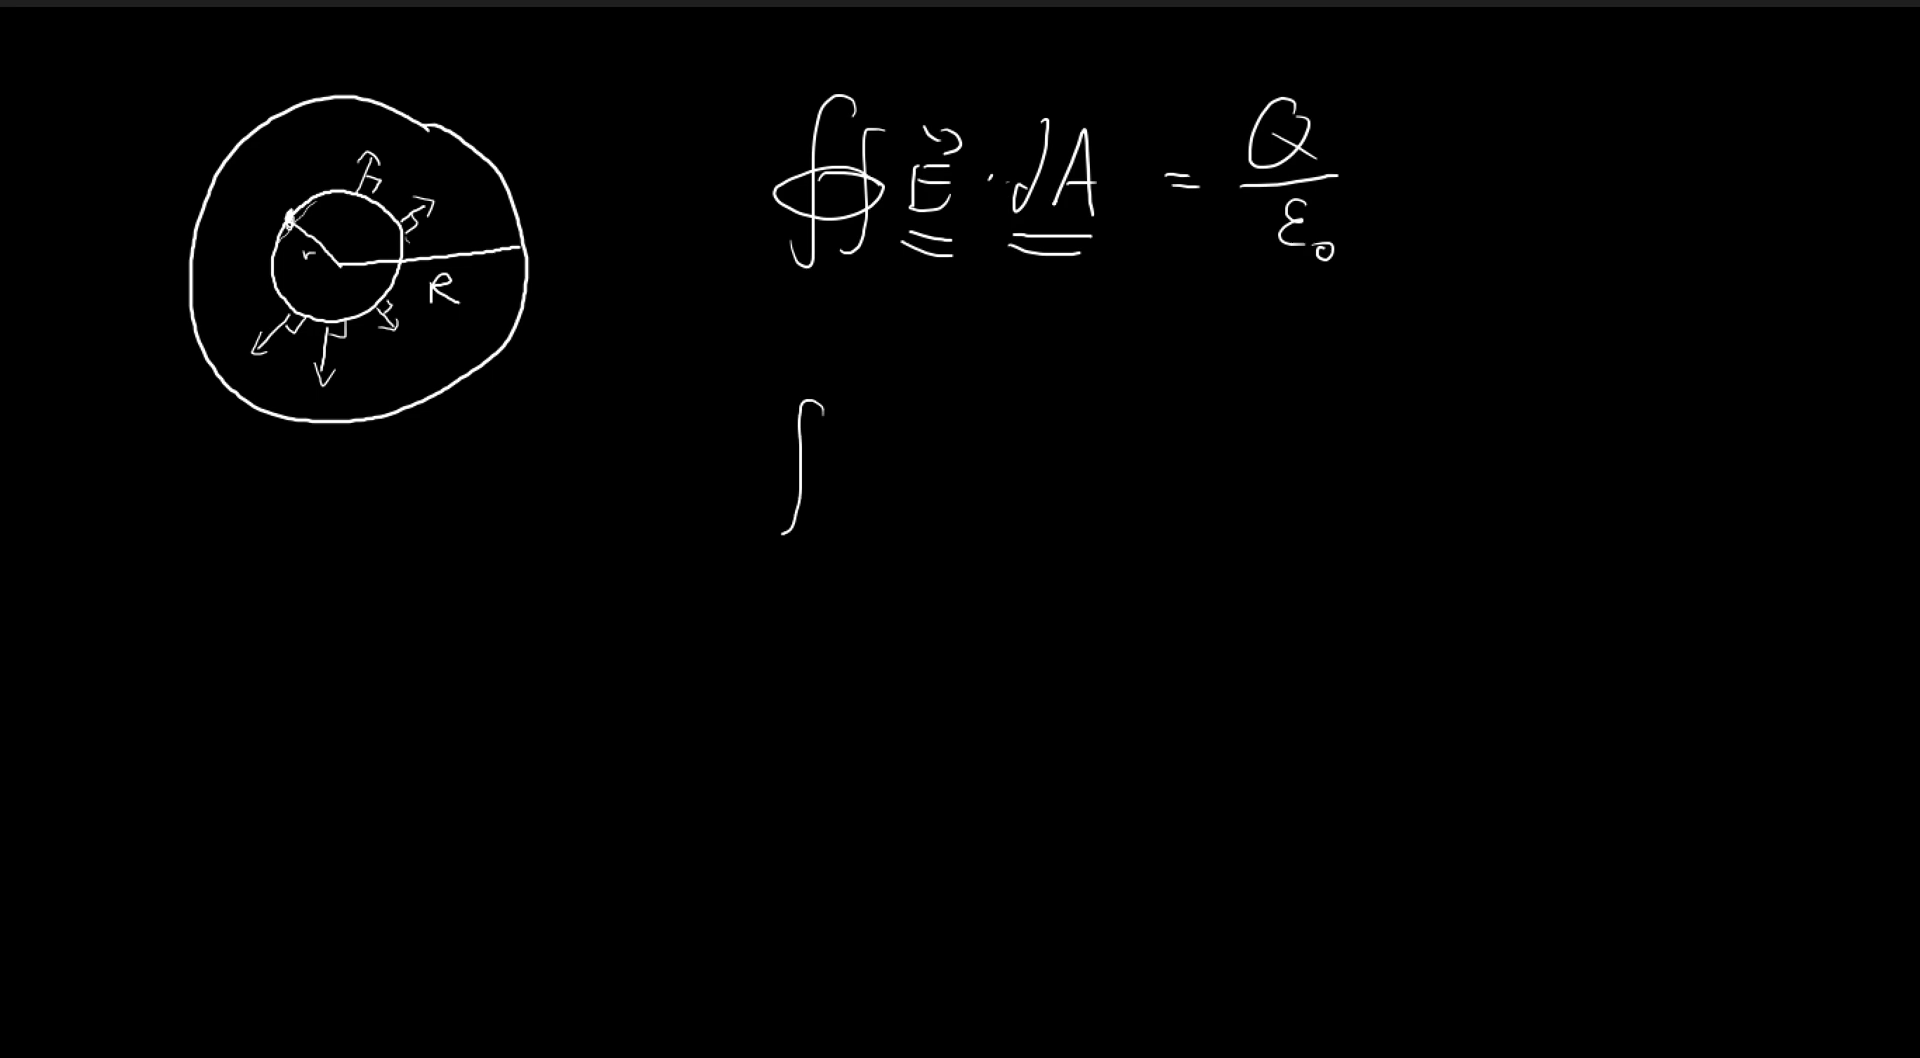 r
R
∯ E⃗ · dA = Q / ε₀
∫